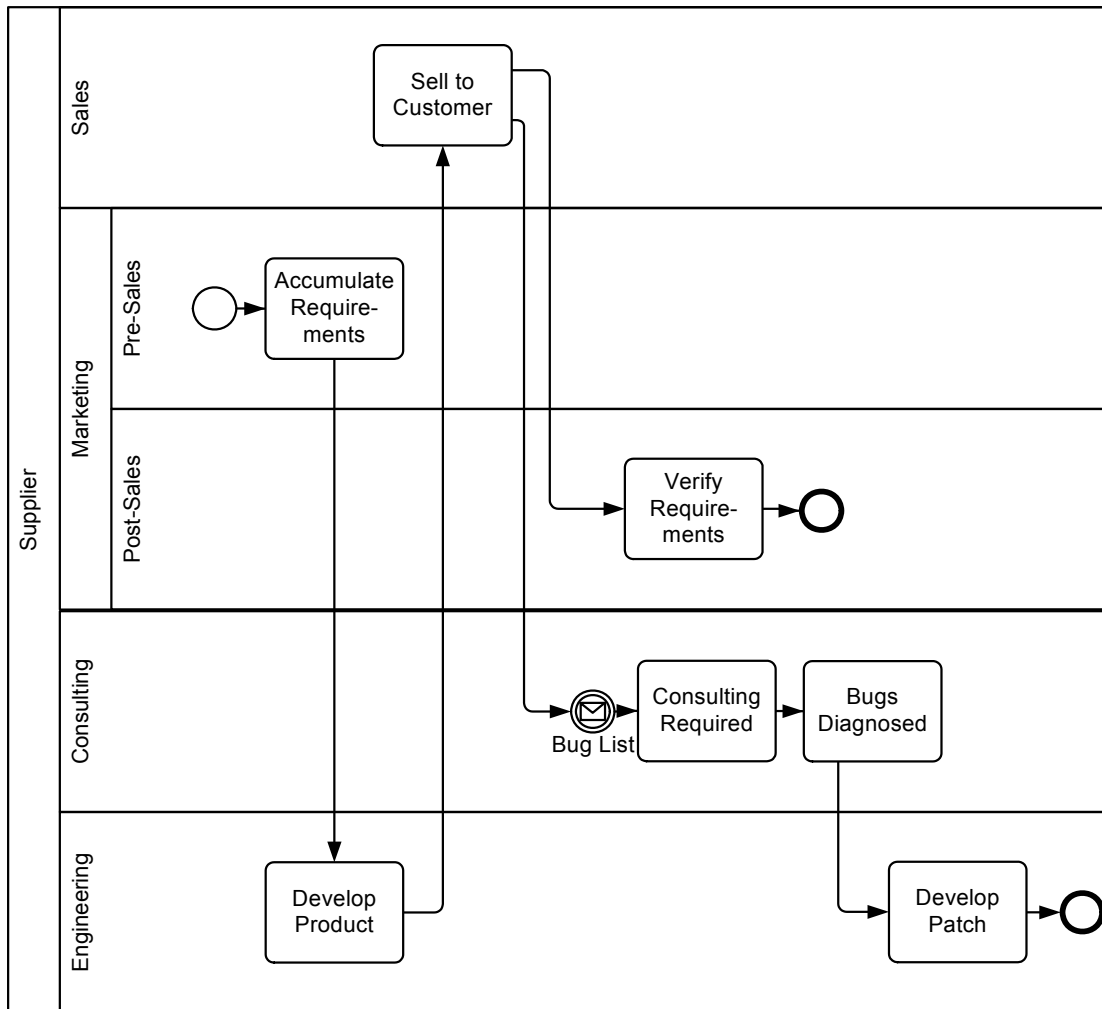 Supplier
Sales
Sell to
Customer
Marketing
Pre-Sales
Accumulate
Require-
ments
Post-Sales
Verify
Require-
ments
Consulting
Bug List
Consulting
Required
Bugs
Diagnosed
Engineering
Develop
Product
Develop
Patch